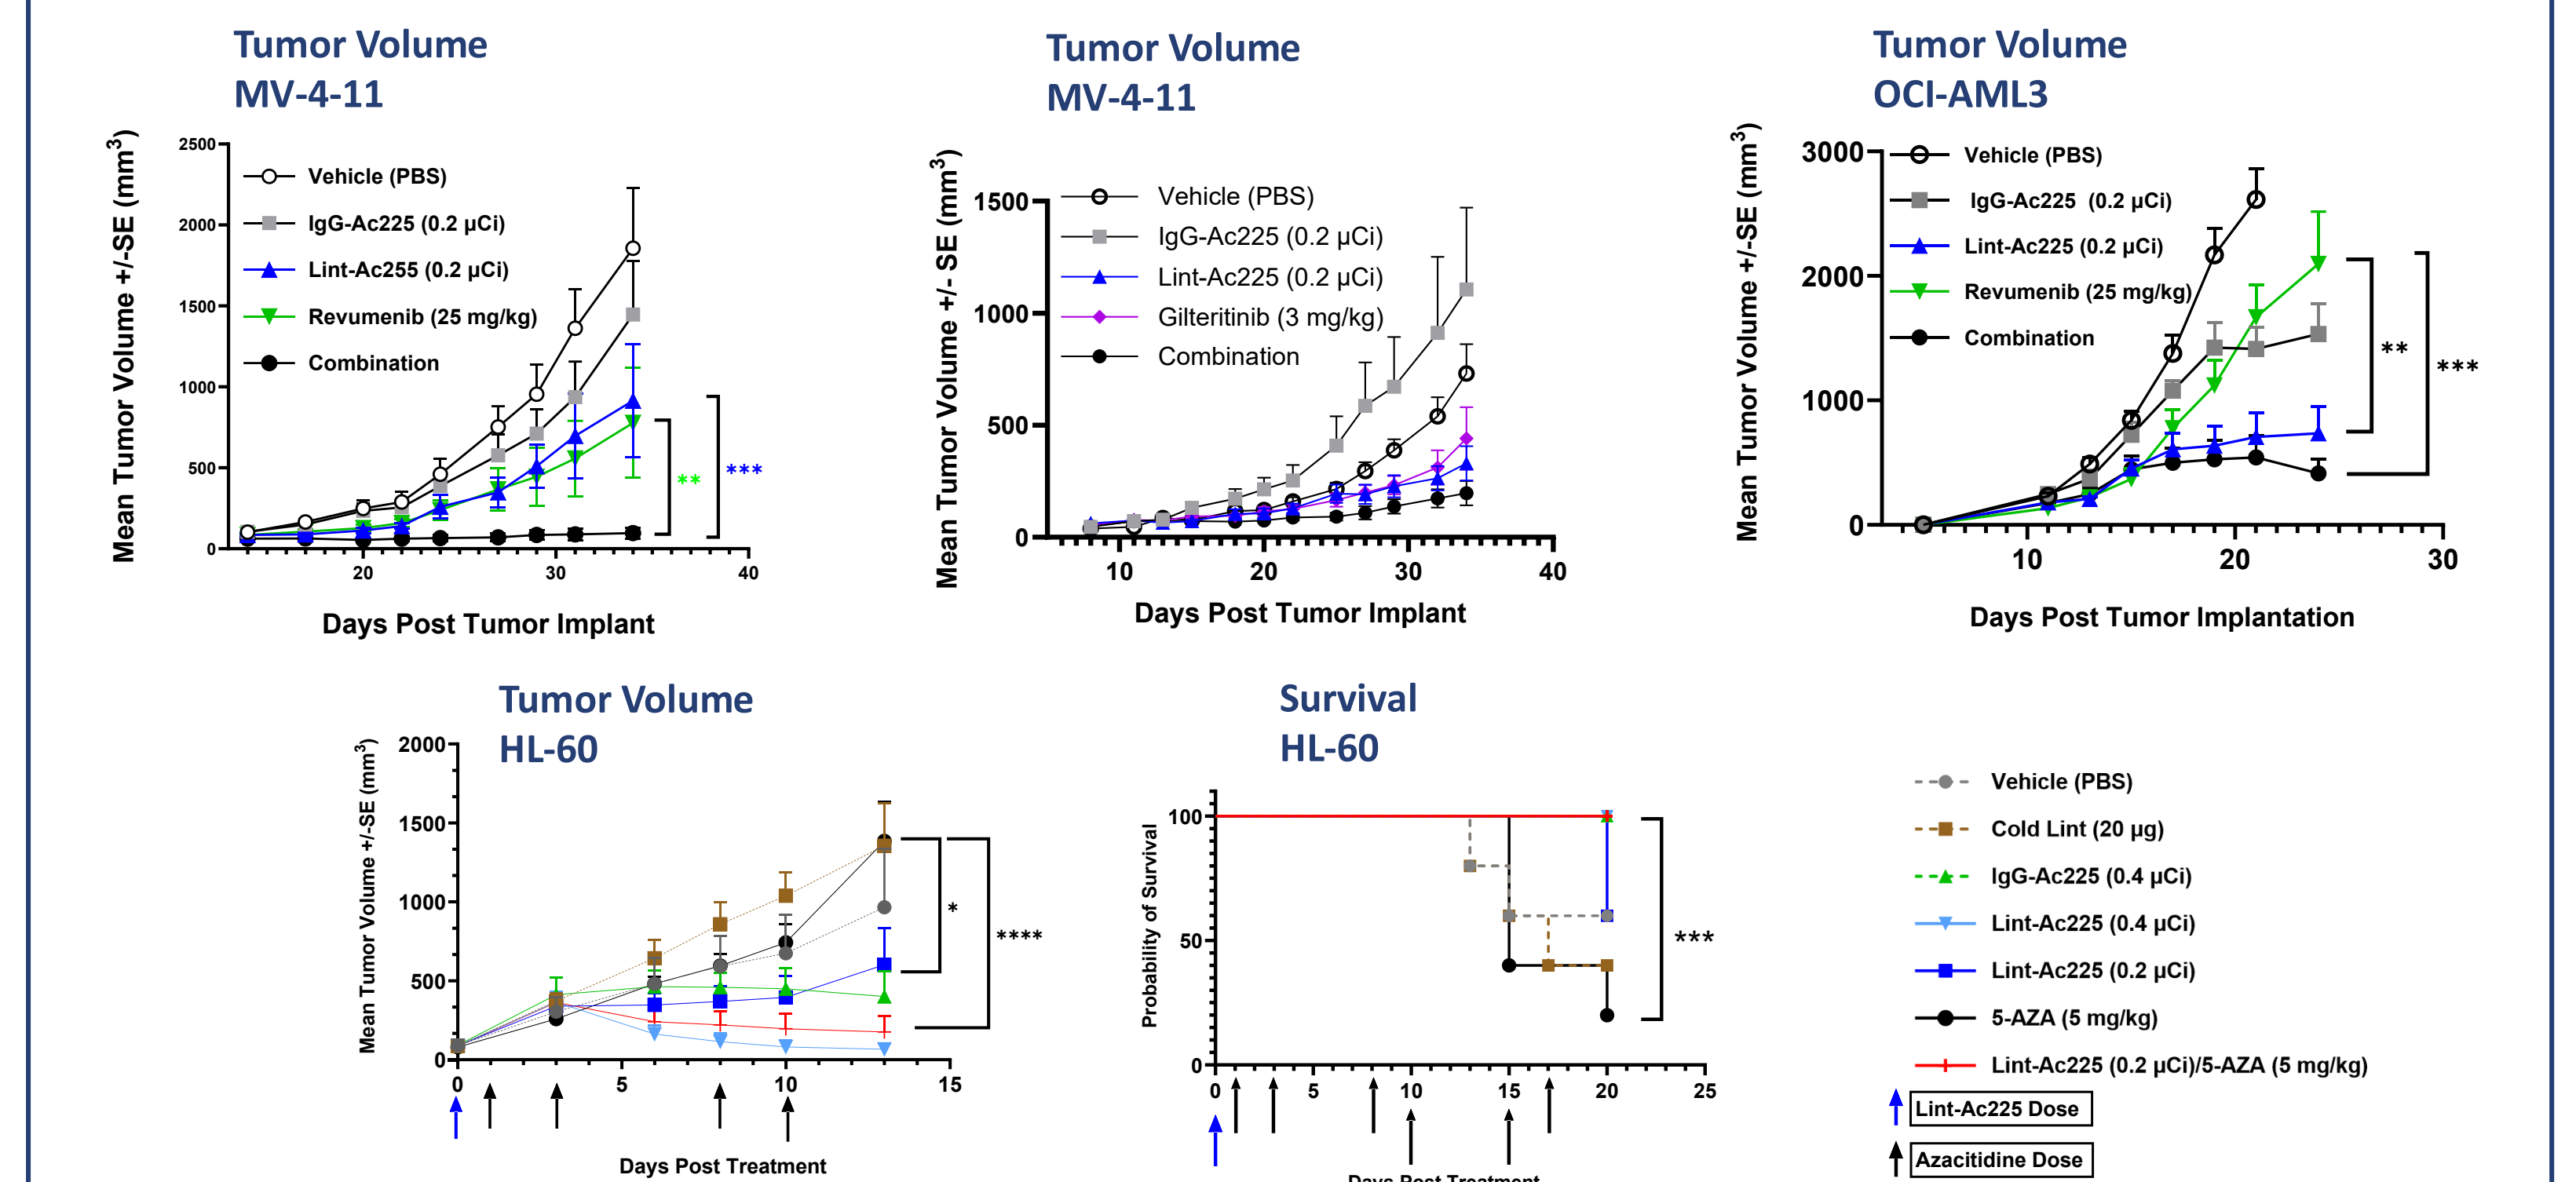 Tumor Volume
MV-4-11
Mean Tumor Volume +/-SE (mm³)
2500
2000
1500
1000
500
0
Vehicle (PBS)
IgG-Ac225 (0.2 µCi)
Lint-Ac255 (0.2 µCi)
Revumenib (25 mg/kg)
Combination
**
***
20
30
40
Days Post Tumor Implant
Tumor Volume
MV-4-11
Mean Tumor Volume +/- SE (mm³)
1500
1000
500
0
Vehicle (PBS)
IgG-Ac225 (0.2 µCi)
Lint-Ac225 (0.2 µCi)
Gilteritinib (3 mg/kg)
Combination
10
20
30
40
Days Post Tumor Implant
Tumor Volume
OCI-AML3
Mean Tumor Volume +/-SE (mm³)
3000
2000
1000
0
Vehicle (PBS)
IgG-Ac225 (0.2 µCi)
Lint-Ac225 (0.2 µCi)
Revumenib (25 mg/kg)
Combination
**
***
10
20
30
Days Post Tumor Implantation
Tumor Volume
HL-60
Mean Tumor Volume +/-SE (mm³)
2000
1500
1000
500
0
*
****
0
5
10
15
Days Post Treatment
Survival
HL-60
Probability of Survival
100
50
0
***
0
5
10
15
20
25
Days Post Treatment
Vehicle (PBS)
Cold Lint (20 µg)
IgG-Ac225 (0.4 µCi)
Lint-Ac225 (0.4 µCi)
Lint-Ac225 (0.2 µCi)
5-AZA (5 mg/kg)
Lint-Ac225 (0.2 µCi)/5-AZA (5 mg/kg)
Lint-Ac225 Dose
Azacitidine Dose